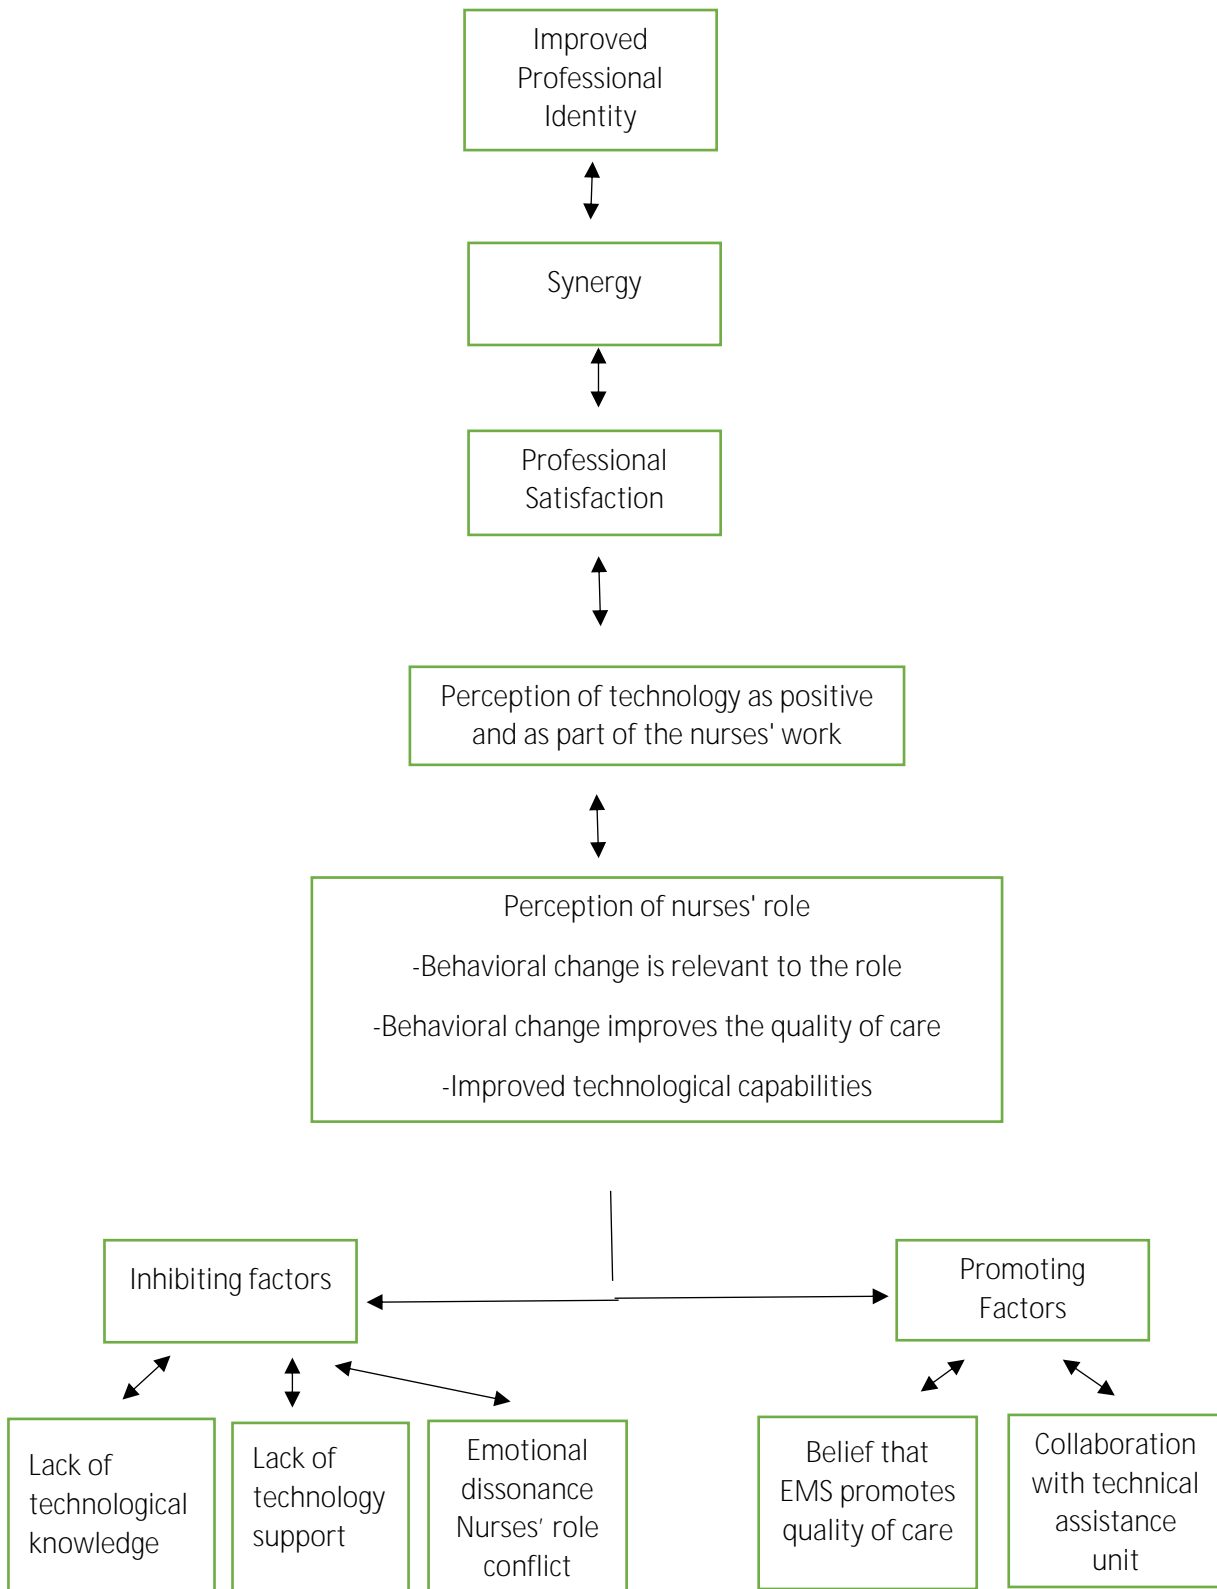 Improved
Professional
Identity
Synergy
Professional
Satisfaction
Perception of technology as positive
and as part of the nurses' work
Perception of nurses' role
-Behavioral change is relevant to the role
-Behavioral change improves the quality of care
-Improved technological capabilities
Inhibiting factors
Promoting
Factors
Lack of
technological
knowledge
Lack of
technology
support
Emotional
dissonance
Nurses’ role
conflict
Belief that
EMS promotes
quality of care
Collaboration
with technical
assistance
unit